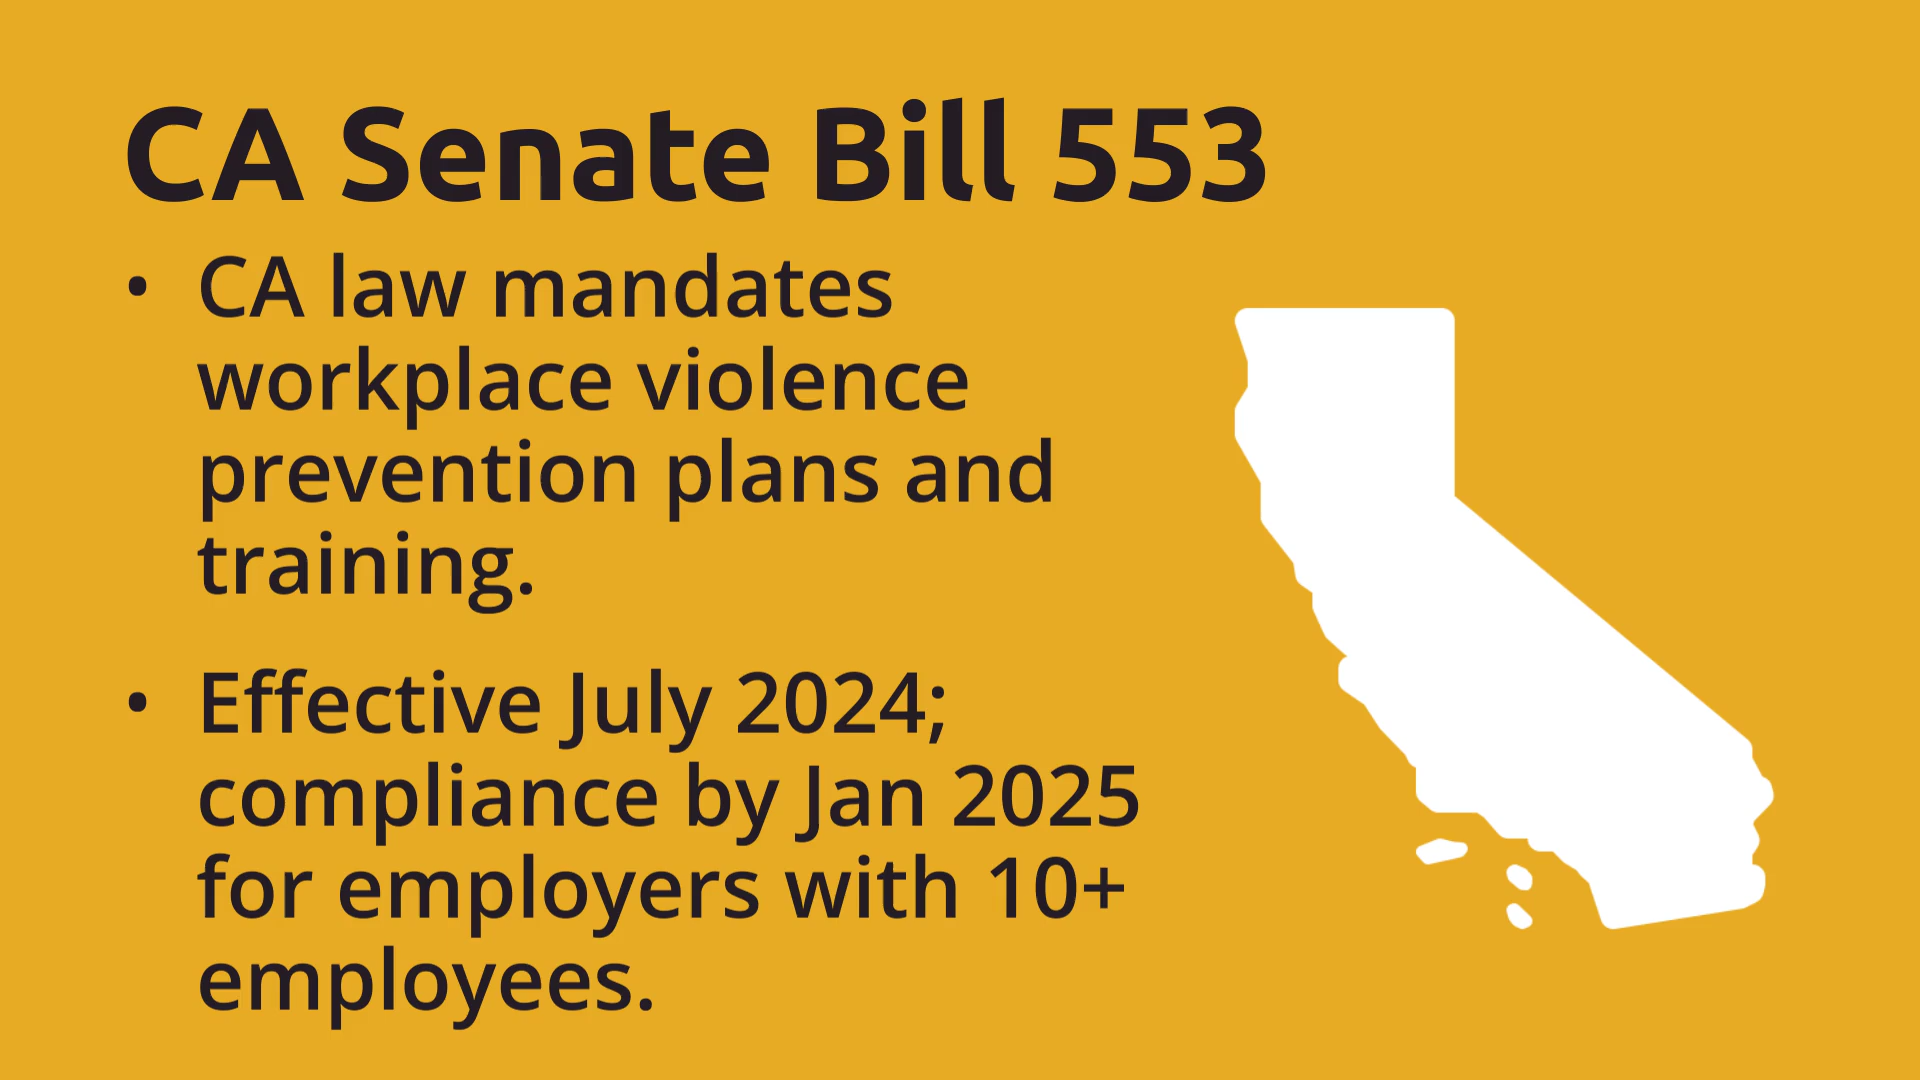 CA Senate Bill 553
• CA law mandates
workplace violence
prevention plans and
training.
• Effective July 2024;
compliance by Jan 2025
for employers with 10+
employees.